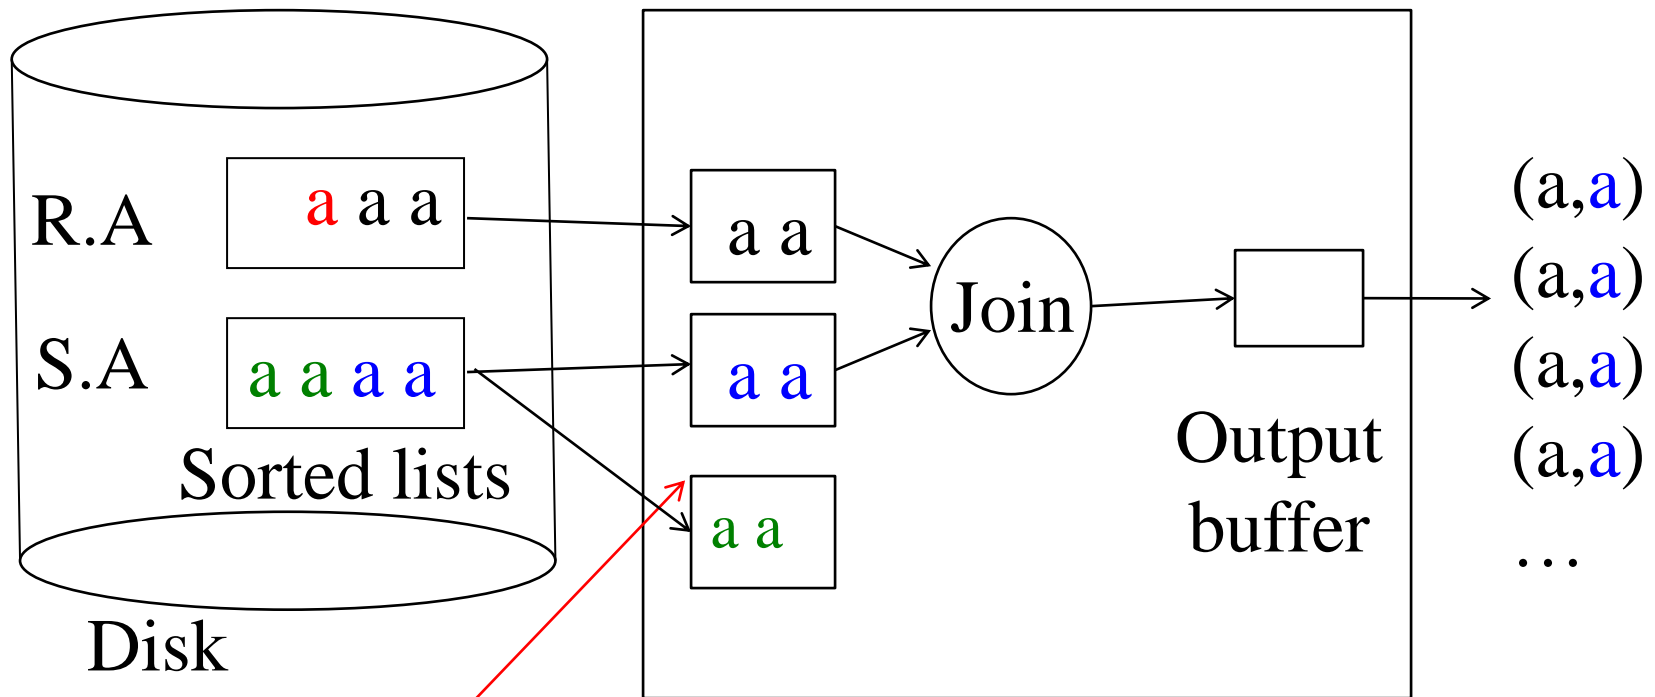 R.A
a a a
S.A
a a a a
Sorted lists
Disk
a a
a a
a a
Join
Output
buffer
(a,a)
(a,a)
(a,a)
(a,a)
…